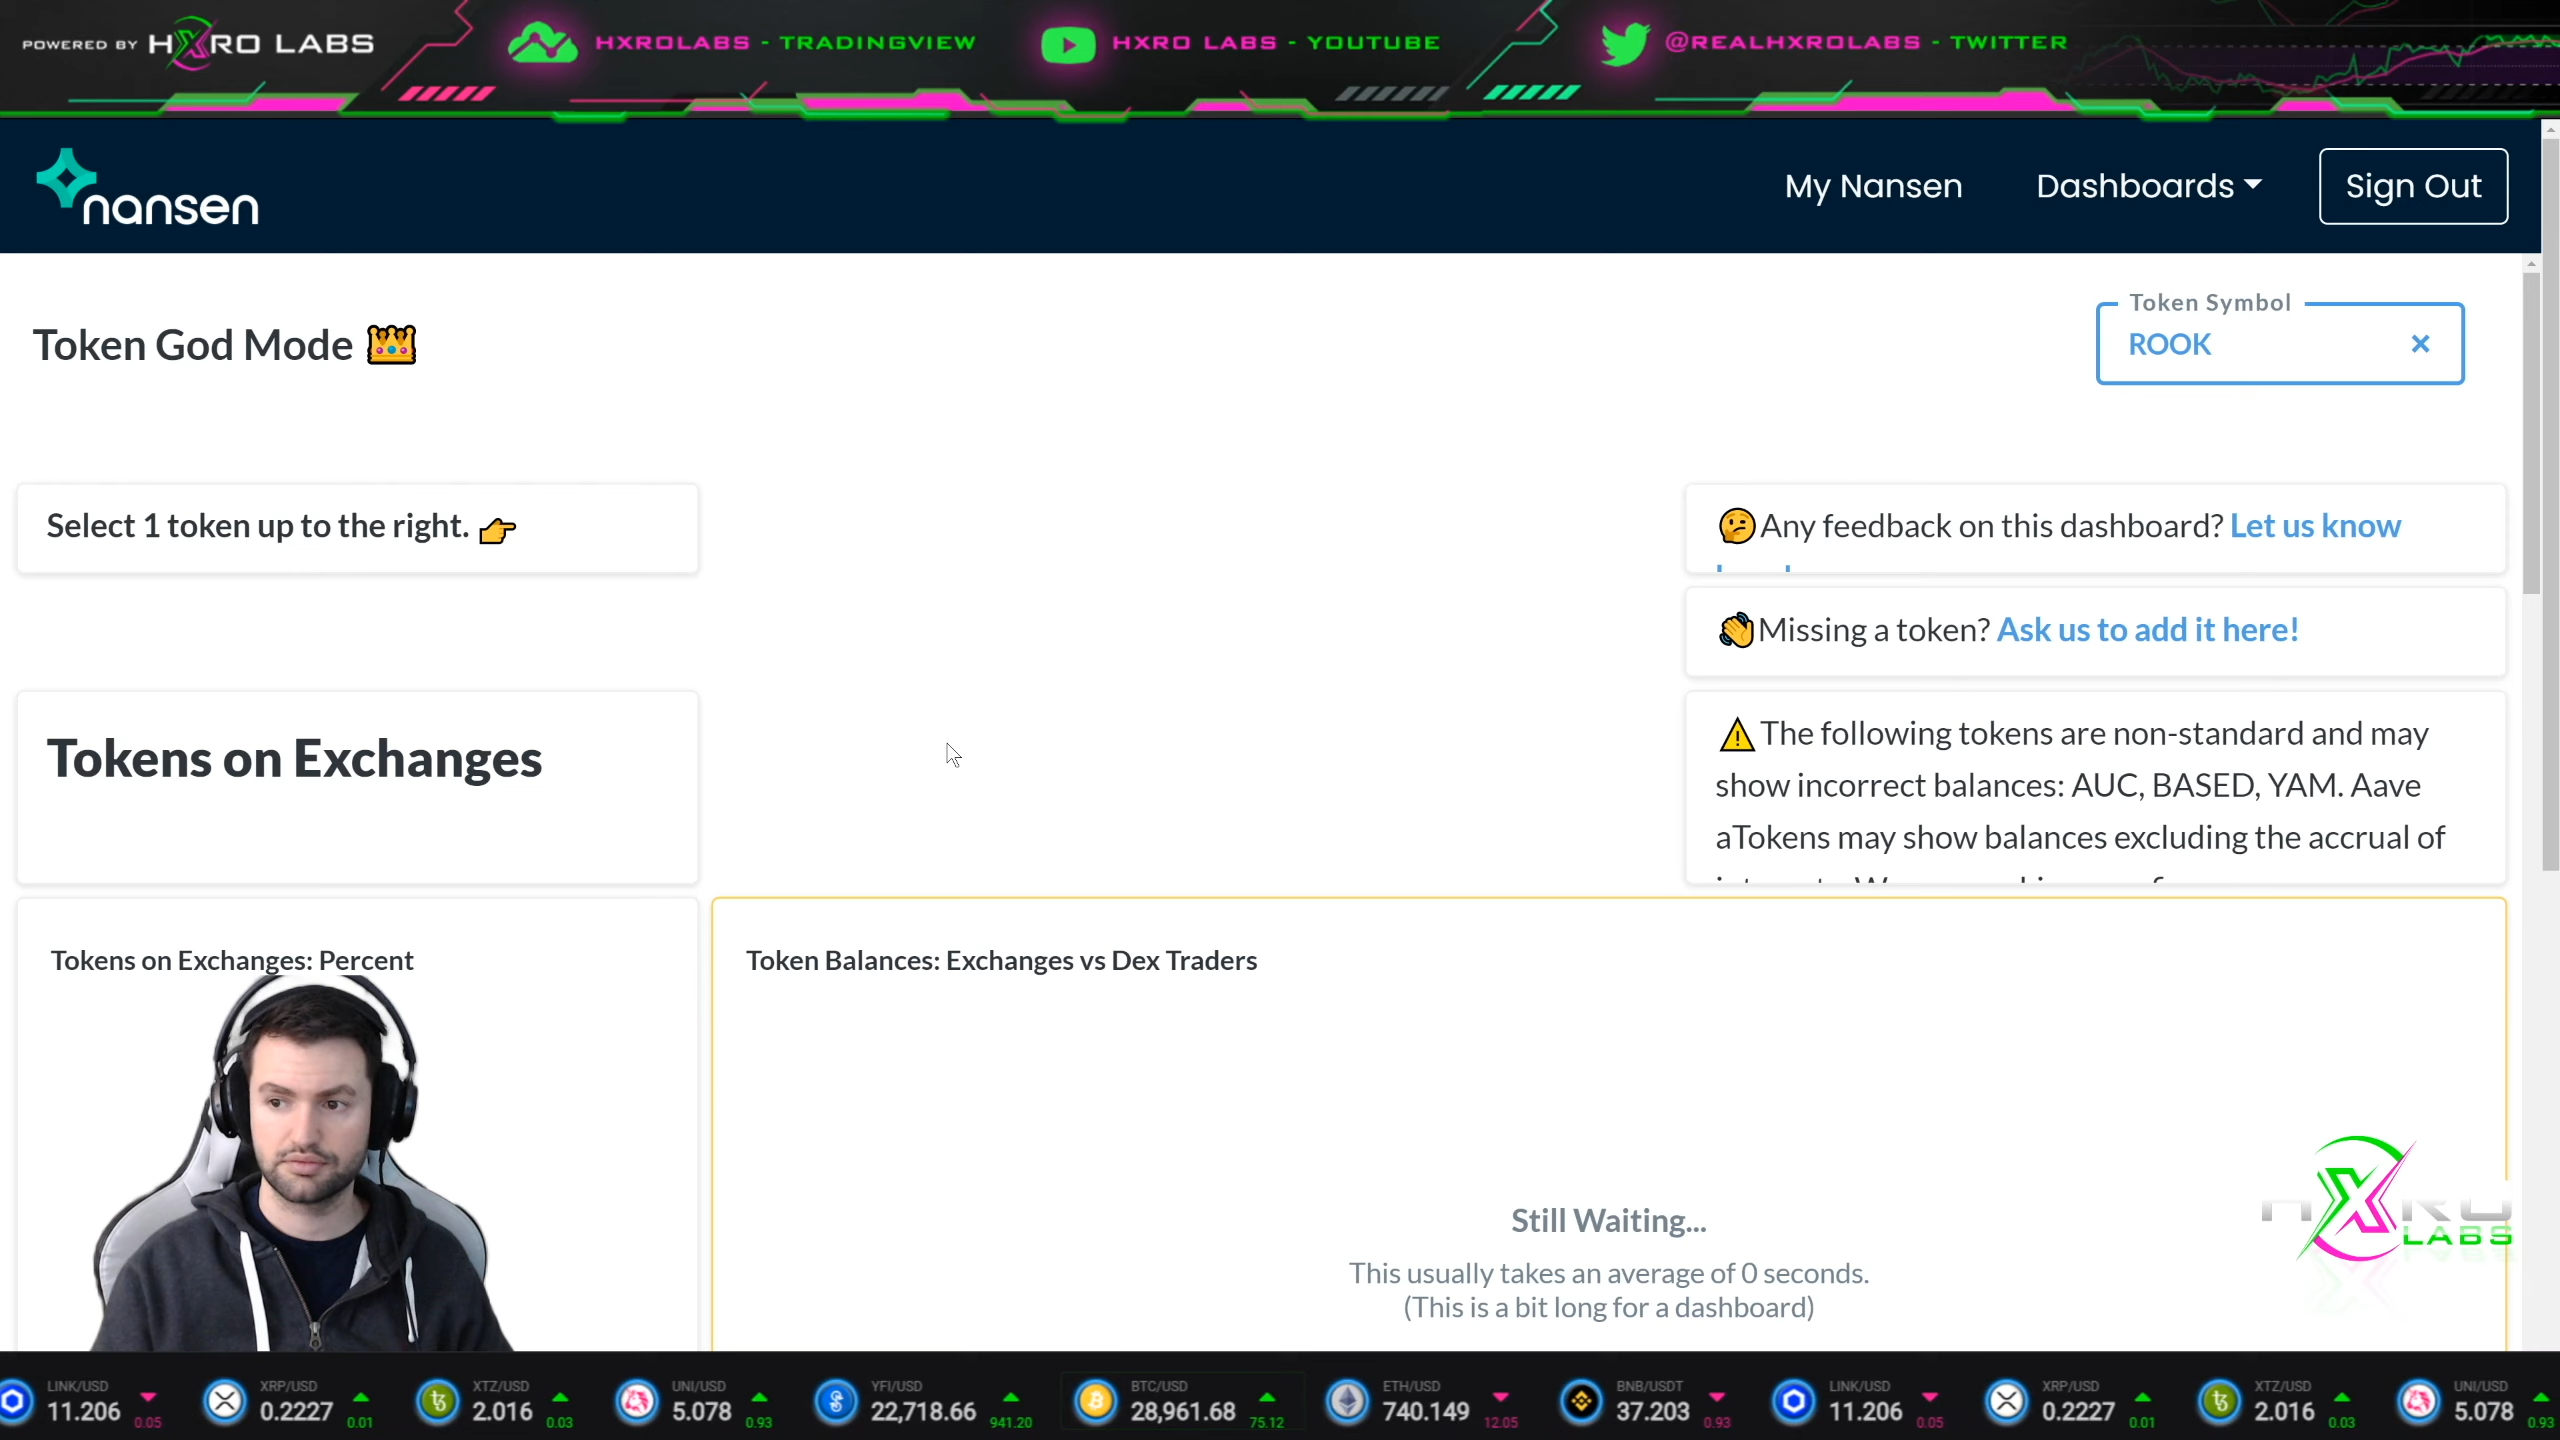 POWERED BY HXRO LABS
HXROLABS - TRADINGVIEW
HXRO LABS - YOUTUBE
@REALHXROLABS - TWITTER
nansen
My Nansen
Dashboards
Sign Out
Token God Mode
Token Symbol
ROOK
Select 1 token up to the right.
Any feedback on this dashboard? Let us know
Missing a token? Ask us to add it here!
Tokens on Exchanges
The following tokens are non-standard and may
show incorrect balances: AUC, BASED, YAM. Aave
aTokens may show balances excluding the accrual of
Tokens on Exchanges: Percent
Token Balances: Exchanges vs Dex Traders
Still Waiting...
This usually takes an average of 0 seconds.
(This is a bit long for a dashboard)
HXRO
LABS
LINK/USD
11.206 0.05
XRP/USD
0.2227 0.01
XTZ/USD
2.016 0.03
UNI/USD
5.078 0.93
YFI/USD
22,718.66 941.20
BTC/USD
28,961.68 75.12
ETH/USD
740.149 12.05
BNB/USDT
37.203 0.93
LINK/USD
11.206 0.05
XRP/USD
0.2227 0.01
XTZ/USD
2.016 0.03
UNI/USD
5.078 0.93